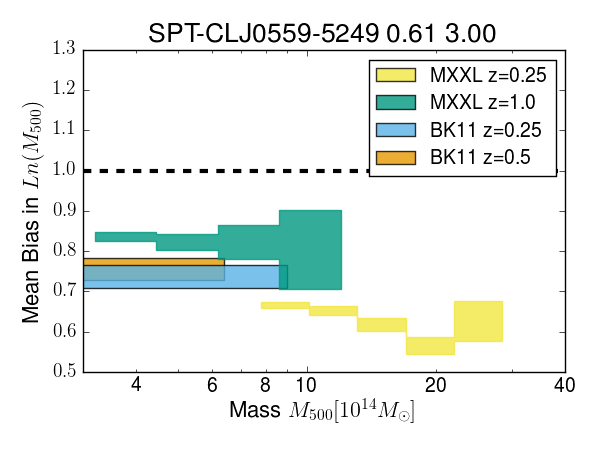 SPT-CLJ0559-5249 0.61 3.00
1.3
1.2
1.1
1.0
0.9
0.8
0.7
0.6
0.5
Mean Bias in Ln(M500)
MXXL z=0.25
MXXL z=1.0
BK11 z=0.25
BK11 z=0.5
4 6 8 10 20 40
Mass M500[10^14 M⊙]